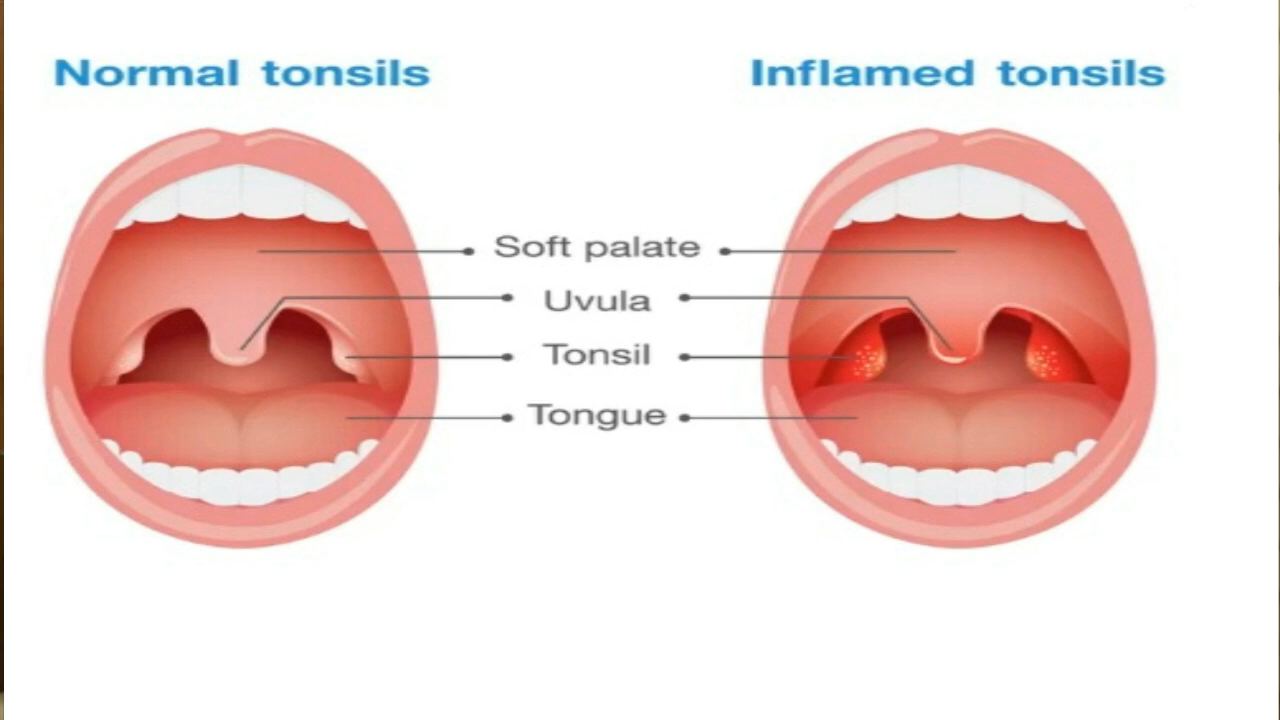 Normal tonsils
Inflamed tonsils
Soft palate
Uvula
Tonsil
Tongue